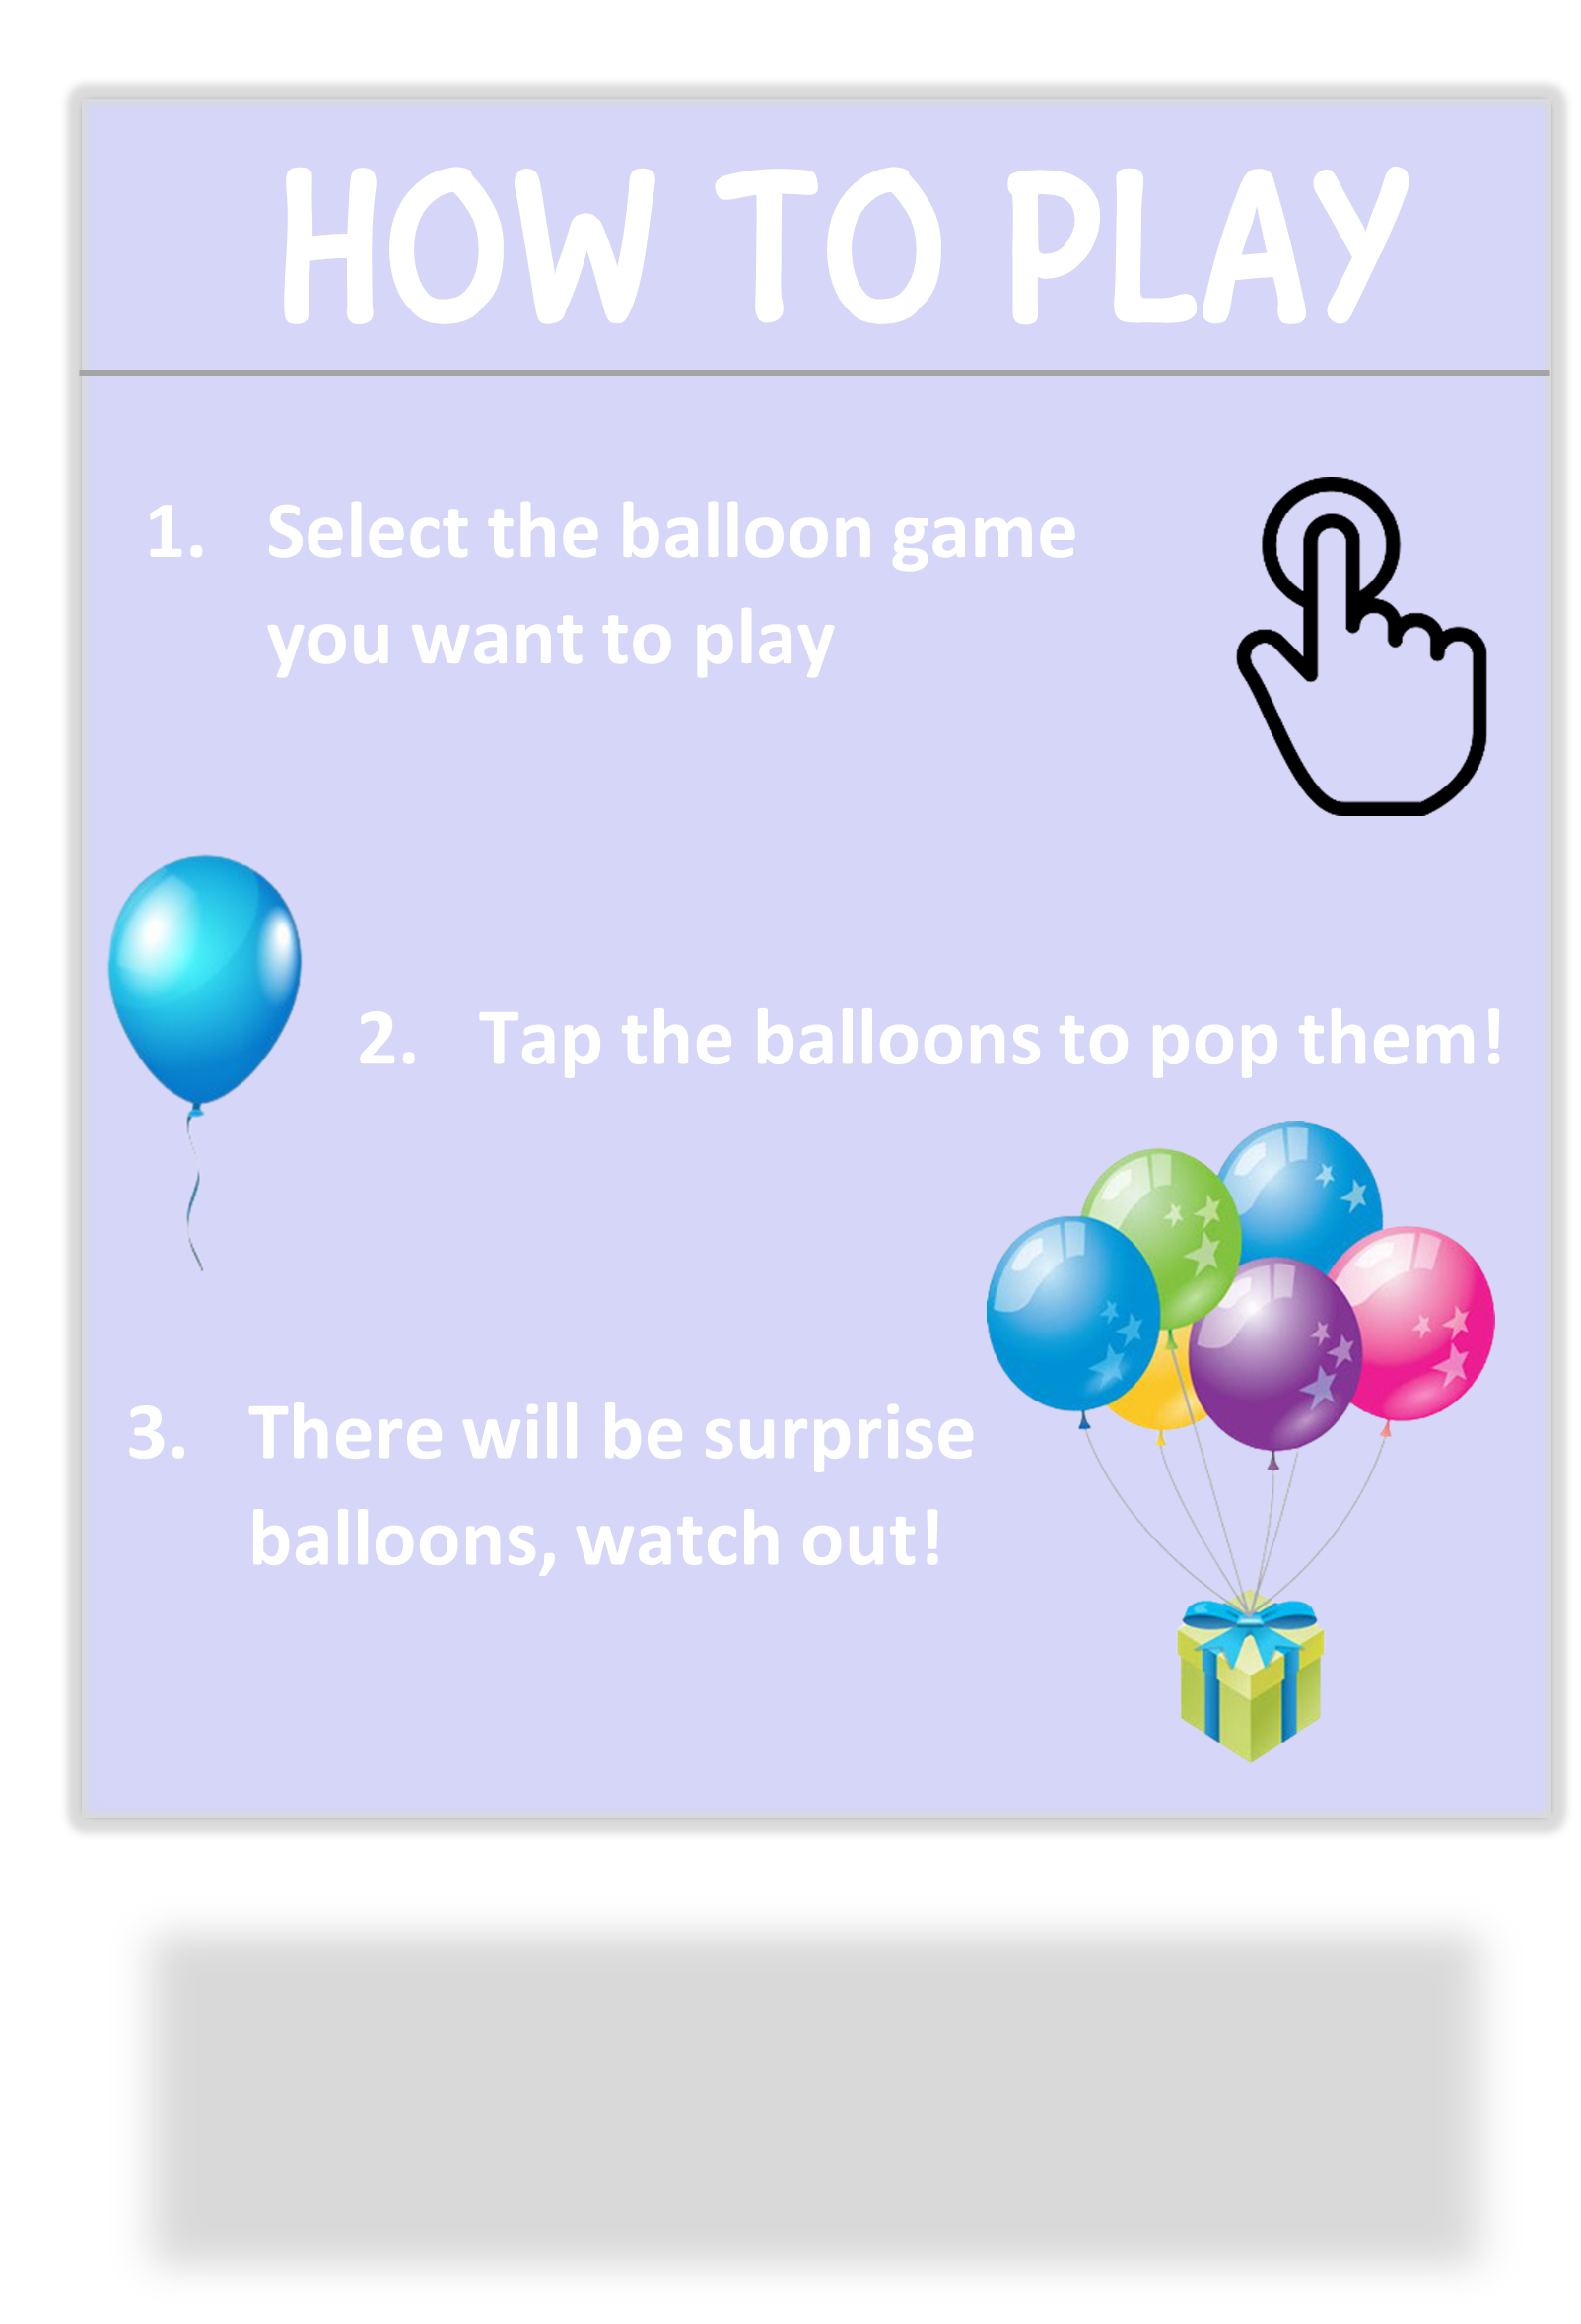 HOW TO PLAY
1. Select the balloon game
you want to play
2. Tap the balloons to pop them!
3. There will be surprise
balloons, watch out!